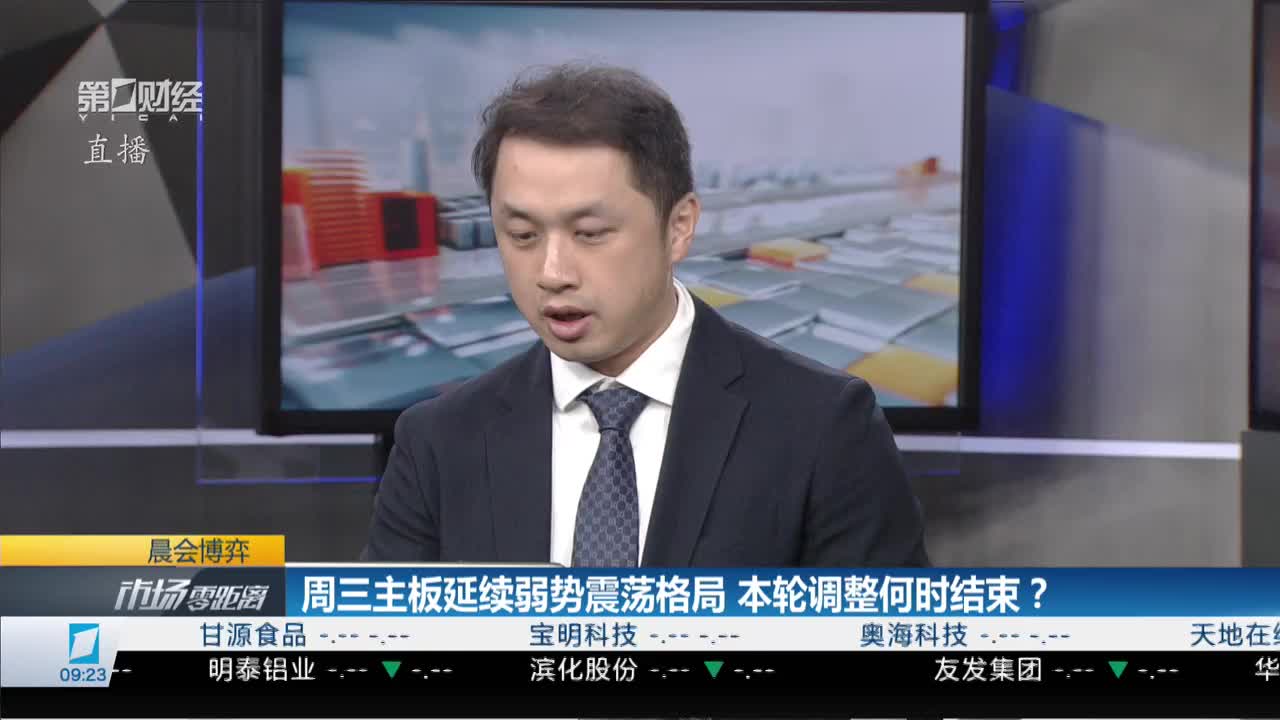 第一财经
YICAI
直播
晨会博弈
市场零距离
周三主板延续弱势震荡格局 本轮调整何时结束？
甘源食品 -.-- -.-- 宝明科技 -.-- -.-- 奥海科技 -.-- -.-- 天地在线
09:23 -- 明泰铝业 -.-- ▼ -.-- 滨化股份 -.-- ▼ -.-- 友发集团 -.-- ▼ -.-- 华